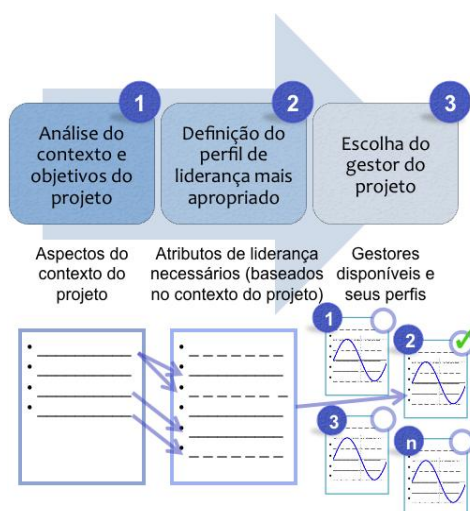 1
Análise do
contexto e
objetivos do
projeto
2
Definição do
perfil de
liderança mais
apropriado
3
Escolha do
gestor do
projeto
Aspectos do
contexto do
projeto
Atributos de liderança
necessários (baseados
no contexto do projeto)
Gestores
disponíveis e
seus perfis
1
2
3
n